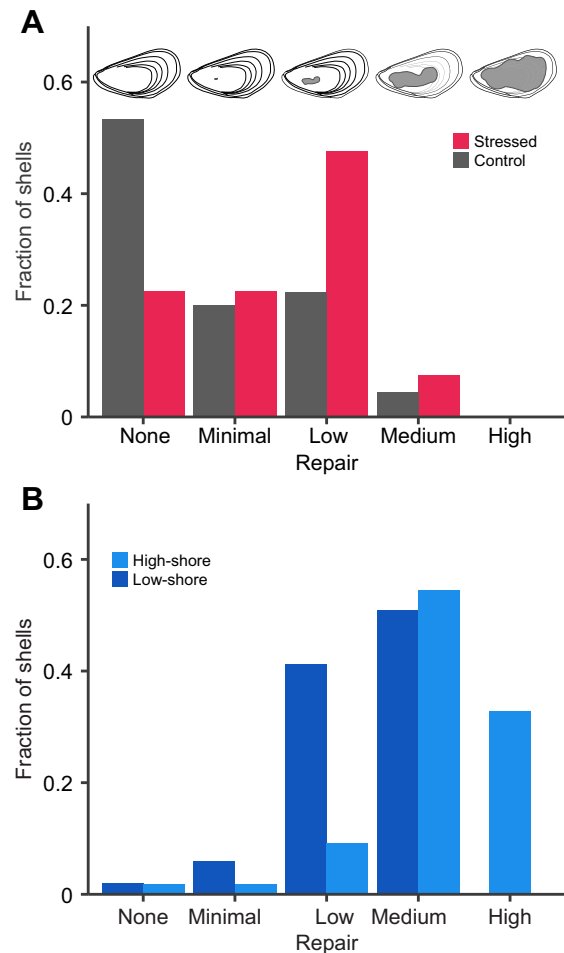 A
Fraction of shells
0.6
0.4
0.2
0
Stressed
Control
None Minimal Low Medium High
Repair
B
Fraction of shells
0.6
0.4
0.2
0
High-shore
Low-shore
None Minimal Low Medium High
Repair